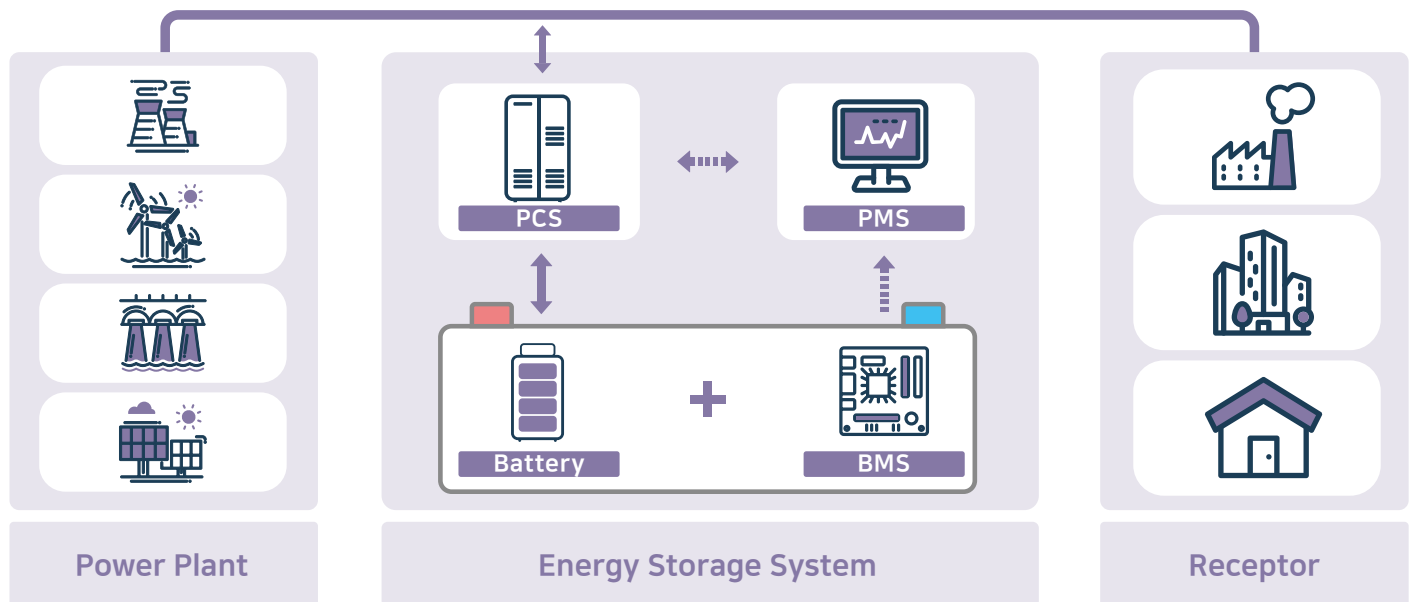 PCS
PMS
Battery
BMS
Power Plant
Energy Storage System
Receptor